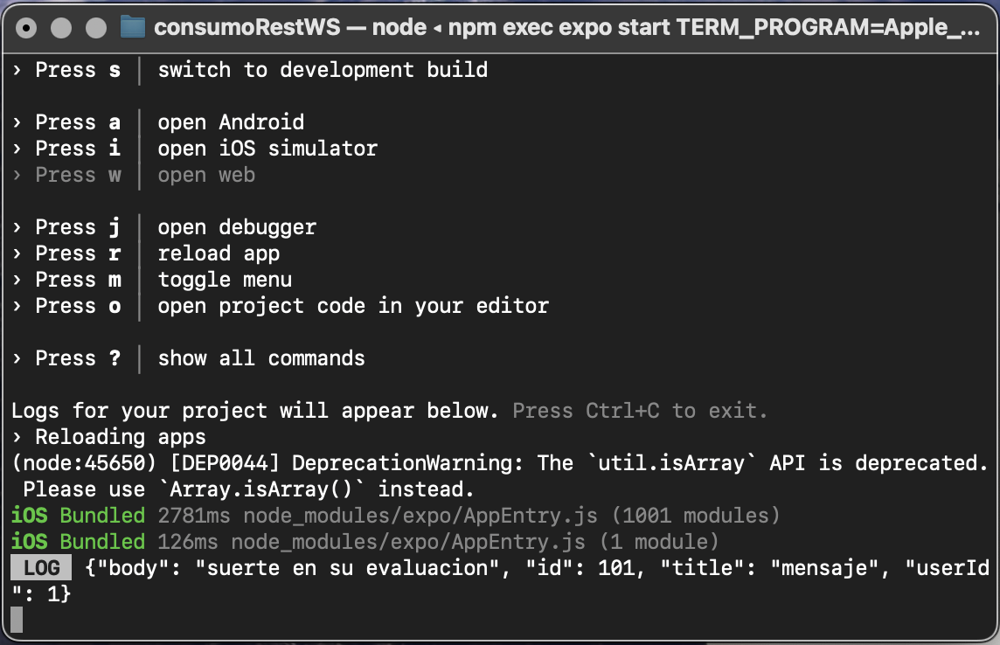 consumoRestWS — node ◂ npm exec expo start TERM_PROGRAM=Apple_...
› Press s │ switch to development build
› Press a │ open Android
› Press i │ open iOS simulator
› Press w │ open web
› Press j │ open debugger
› Press r │ reload app
› Press m │ toggle menu
› Press o │ open project code in your editor
› Press ? │ show all commands
Logs for your project will appear below. Press Ctrl+C to exit.
› Reloading apps
(node:45650) [DEP0044] DeprecationWarning: The `util.isArray` API is deprecated.
Please use `Array.isArray()` instead.
iOS Bundled 2781ms node_modules/expo/AppEntry.js (1001 modules)
iOS Bundled 126ms node_modules/expo/AppEntry.js (1 module)
LOG {"body": "suerte en su evaluacion", "id": 101, "title": "mensaje", "userId
": 1}